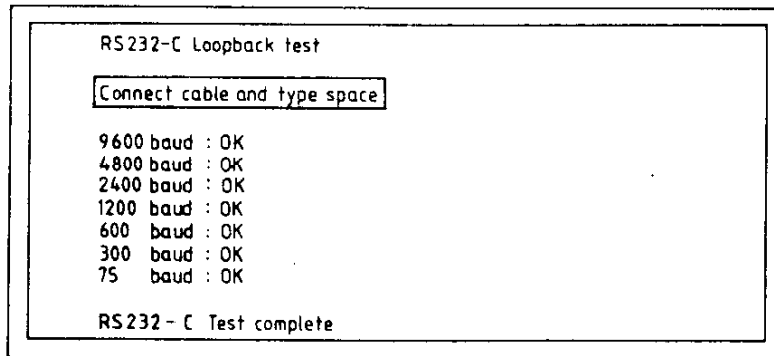 RS232-C Loopback test
Connect cable and type space
9600 baud : OK
4800 baud : OK
2400 baud : OK
1200 baud : OK
600 baud : OK
300 baud : OK
75 baud : OK
RS232 - C Test complete